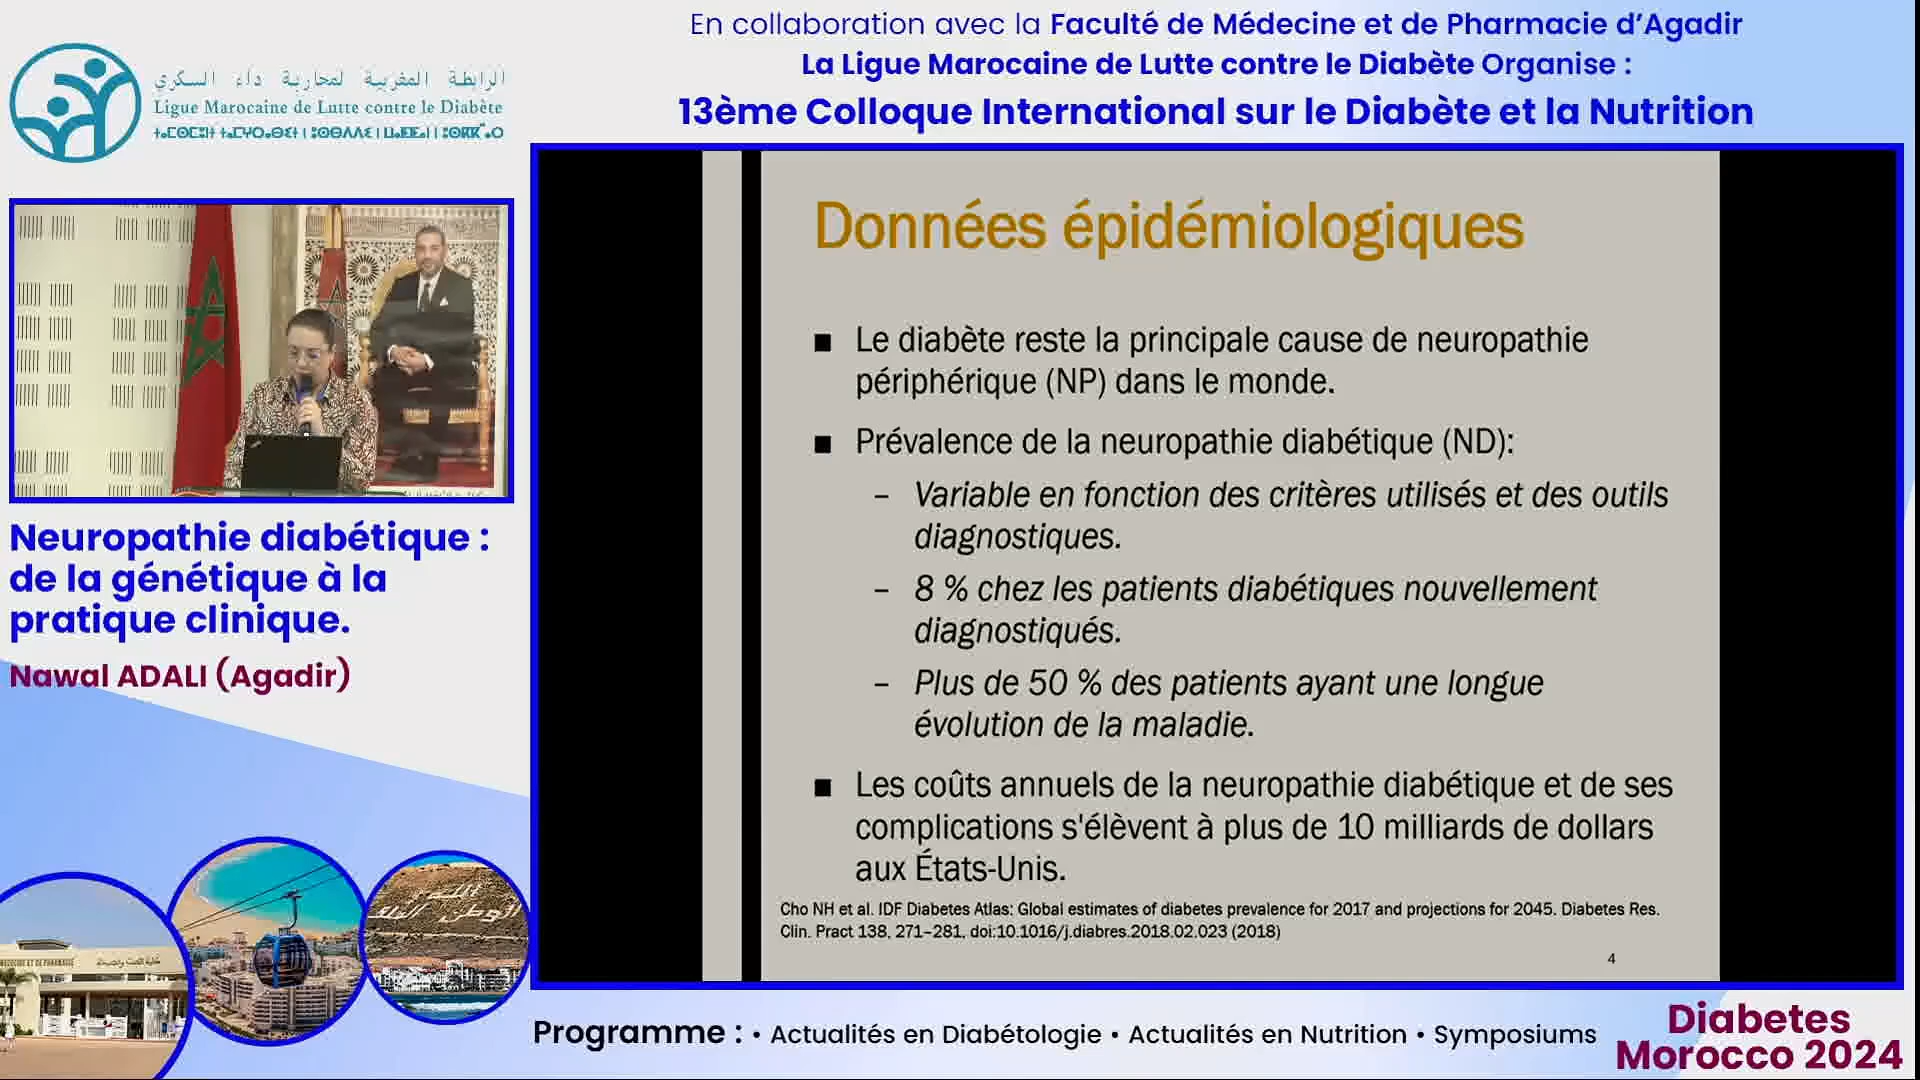 En collaboration avec la Faculté de Médecine et de Pharmacie d'Agadir
La Ligue Marocaine de Lutte contre le Diabète Organise :
13ème Colloque International sur le Diabète et la Nutrition
الرابطة المغربية لمحاربة داء السكري
Ligue Marocaine de Lutte contre le Diabète
Neuropathie diabétique :
de la génétique à la
pratique clinique.
Nawal ADALI (Agadir)
Données épidémiologiques
■ Le diabète reste la principale cause de neuropathie
périphérique (NP) dans le monde.
■ Prévalence de la neuropathie diabétique (ND):
– Variable en fonction des critères utilisés et des outils
diagnostiques.
– 8 % chez les patients diabétiques nouvellement
diagnostiqués.
– Plus de 50 % des patients ayant une longue
évolution de la maladie.
■ Les coûts annuels de la neuropathie diabétique et de ses
complications s'élèvent à plus de 10 milliards de dollars
aux États-Unis.
Cho NH et al. IDF Diabetes Atlas: Global estimates of diabetes prevalence for 2017 and projections for 2045. Diabetes Res.
Clin. Pract 138, 271–281, doi:10.1016/j.diabres.2018.02.023 (2018)
4
Programme : • Actualités en Diabétologie • Actualités en Nutrition • Symposiums
Diabetes
Morocco 2024